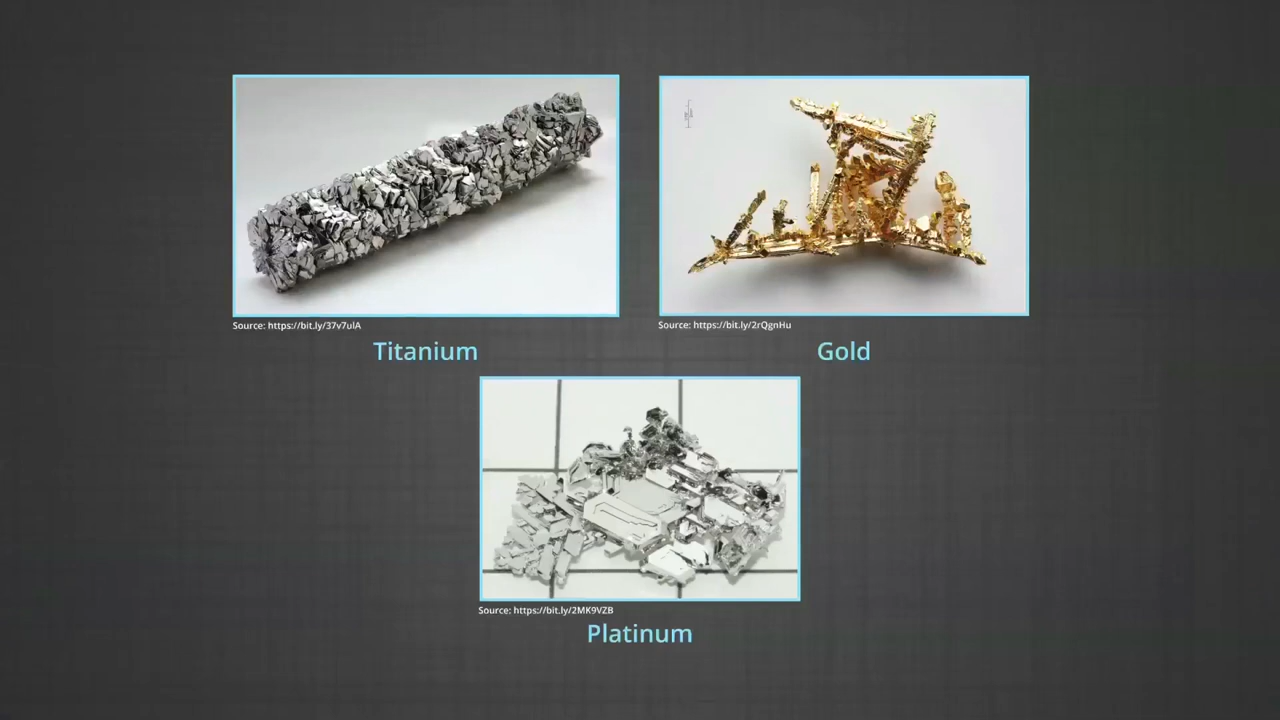 Source: https://bit.ly/37v7ulA
Source: https://bit.ly/2rQgnHu
Titanium
Gold
Source: https://bit.ly/2MK9VZB
Platinum